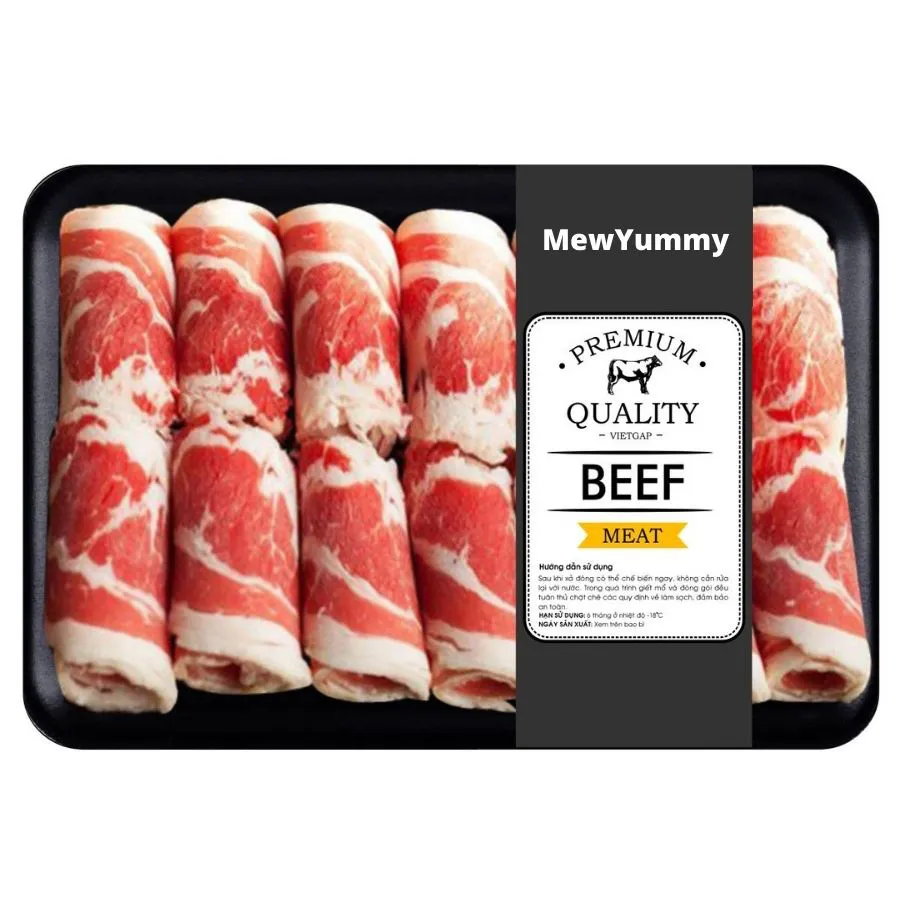 MewYummy
PREMIUM
QUALITY
- VIETGAP -
BEEF
MEAT
Hướng dẫn sử dụng
Sau khi xả đông có thể chế biến ngay, không cần rửa
lại với nước. Trong quá trình giết mổ và đóng gói đều
tuân thủ chặt chẽ các quy định về làm sạch, đảm bảo
an toàn.
HẠN SỬ DỤNG: 6 tháng ở nhiệt độ -18°C
NGÀY SẢN XUẤT: Xem trên bao bì